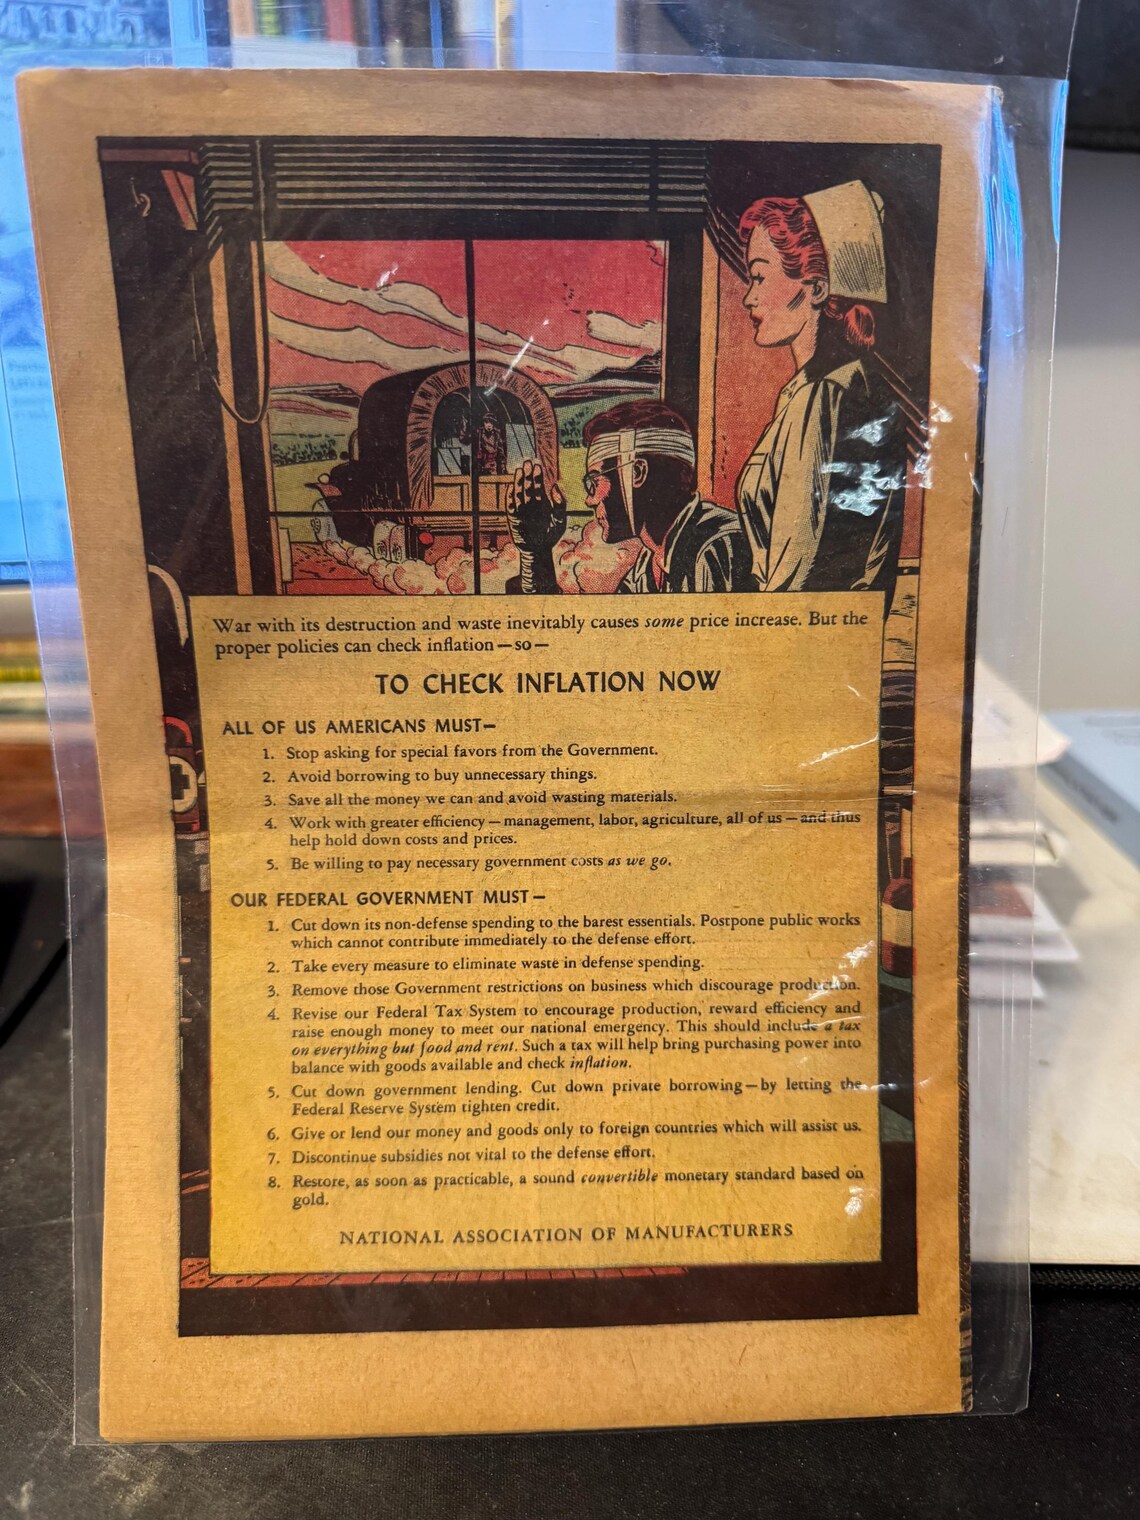 War with its destruction and waste inevitably causes some price increase. But the
proper policies can check inflation—so—
TO CHECK INFLATION NOW
ALL OF US AMERICANS MUST—
1. Stop asking for special favors from the Government.
2. Avoid borrowing to buy unnecessary things.
3. Save all the money we can and avoid wasting materials.
4. Work with greater efficiency—management, labor, agriculture, all of us—and thus
help hold down costs and prices.
5. Be willing to pay necessary government costs as we go.
OUR FEDERAL GOVERNMENT MUST—
1. Cut down its non-defense spending to the barest essentials. Postpone public works
which cannot contribute immediately to the defense effort.
2. Take every measure to eliminate waste in defense spending.
3. Remove those Government restrictions on business which discourage production.
4. Revise our Federal Tax System to encourage production, reward efficiency and
raise enough money to meet our national emergency. This should include a tax
on everything but food and rent. Such a tax will help bring purchasing power into
balance with goods available and check inflation.
5. Cut down government lending. Cut down private borrowing—by letting the
Federal Reserve System tighten credit.
6. Give or lend our money and goods only to foreign countries which will assist us.
7. Discontinue subsidies not vital to the defense effort.
8. Restore, as soon as practicable, a sound convertible monetary standard based on
gold.
NATIONAL ASSOCIATION OF MANUFACTURERS